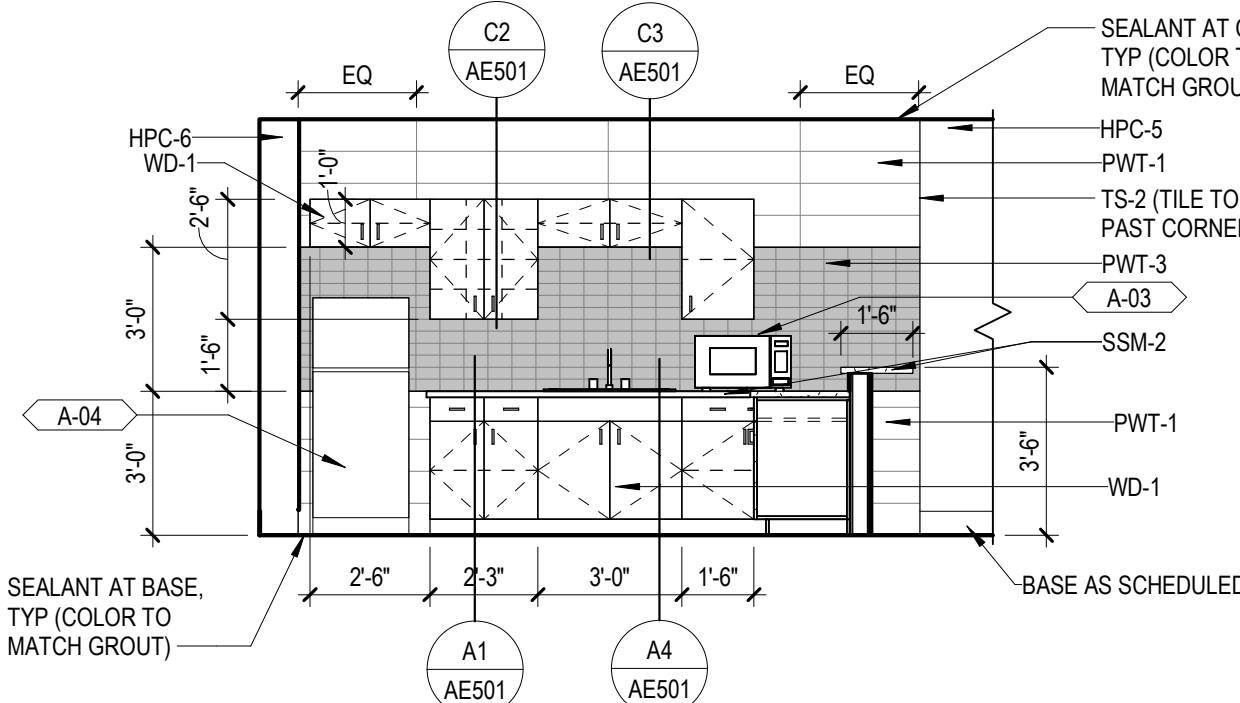 C2
AE501
C3
AE501
SEALANT AT
TYP (COLOR
MATCH
EQ
EQ
HPC-6
WD-1
HPC-5
PWT-1
TS-2 (TILE TO
PAST
PWT-3
A-03
SSM-2
PWT-1
WD-1
BASE AS SCHEDULED
2'-6"
1'-0"
3'-0"
1'-6"
3'-0"
1'-6"
3'-6"
A-04
2'-6"
2'-3"
3'-0"
1'-6"
SEALANT AT BASE,
TYP (COLOR TO
MATCH GROUT)
A1
AE501
A4
AE501